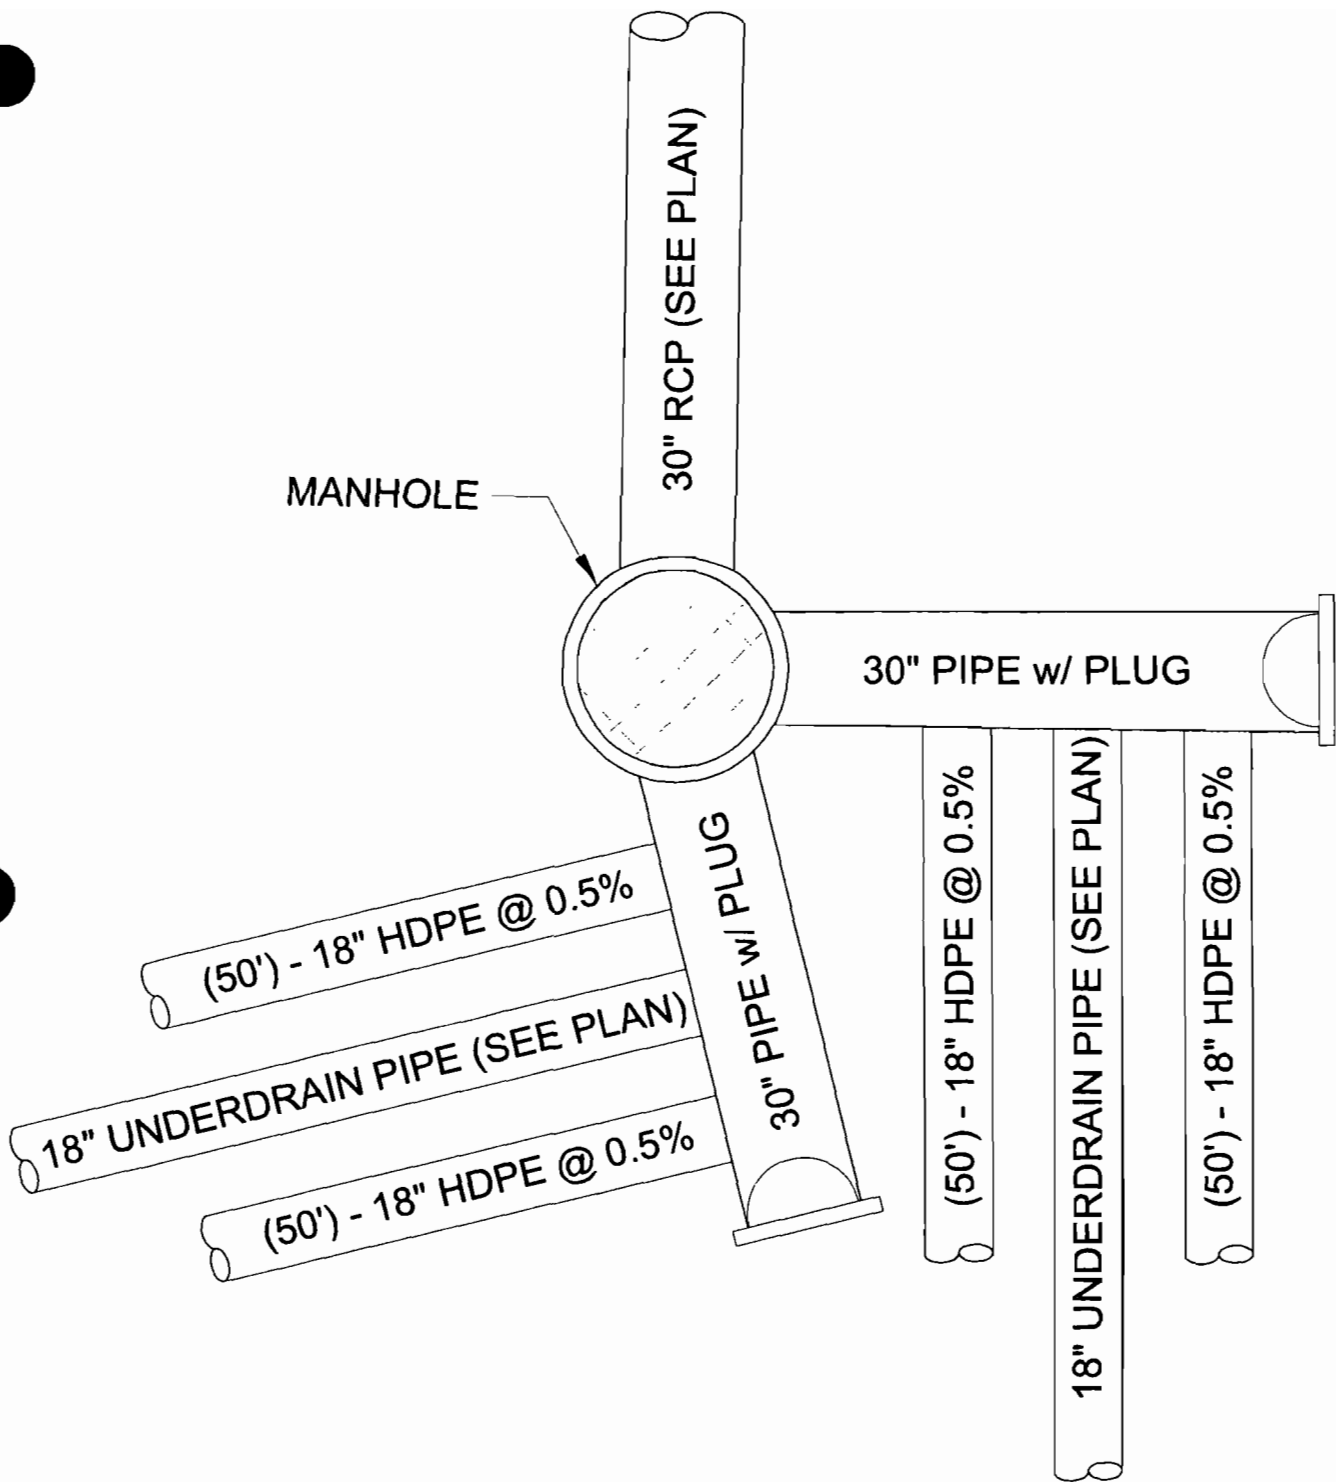 30" RCP (SEE PLAN)
MANHOLE
30" PIPE w/ PLUG
30" PIPE w/ PLUG
(50') - 18" HDPE @ 0.5%
18" UNDERDRAIN PIPE (SEE PLAN)
(50') - 18" HDPE @ 0.5%
(50') - 18" HDPE @ 0.5%
18" UNDERDRAIN PIPE (SEE PLAN)
(50') - 18" HDPE @ 0.5%